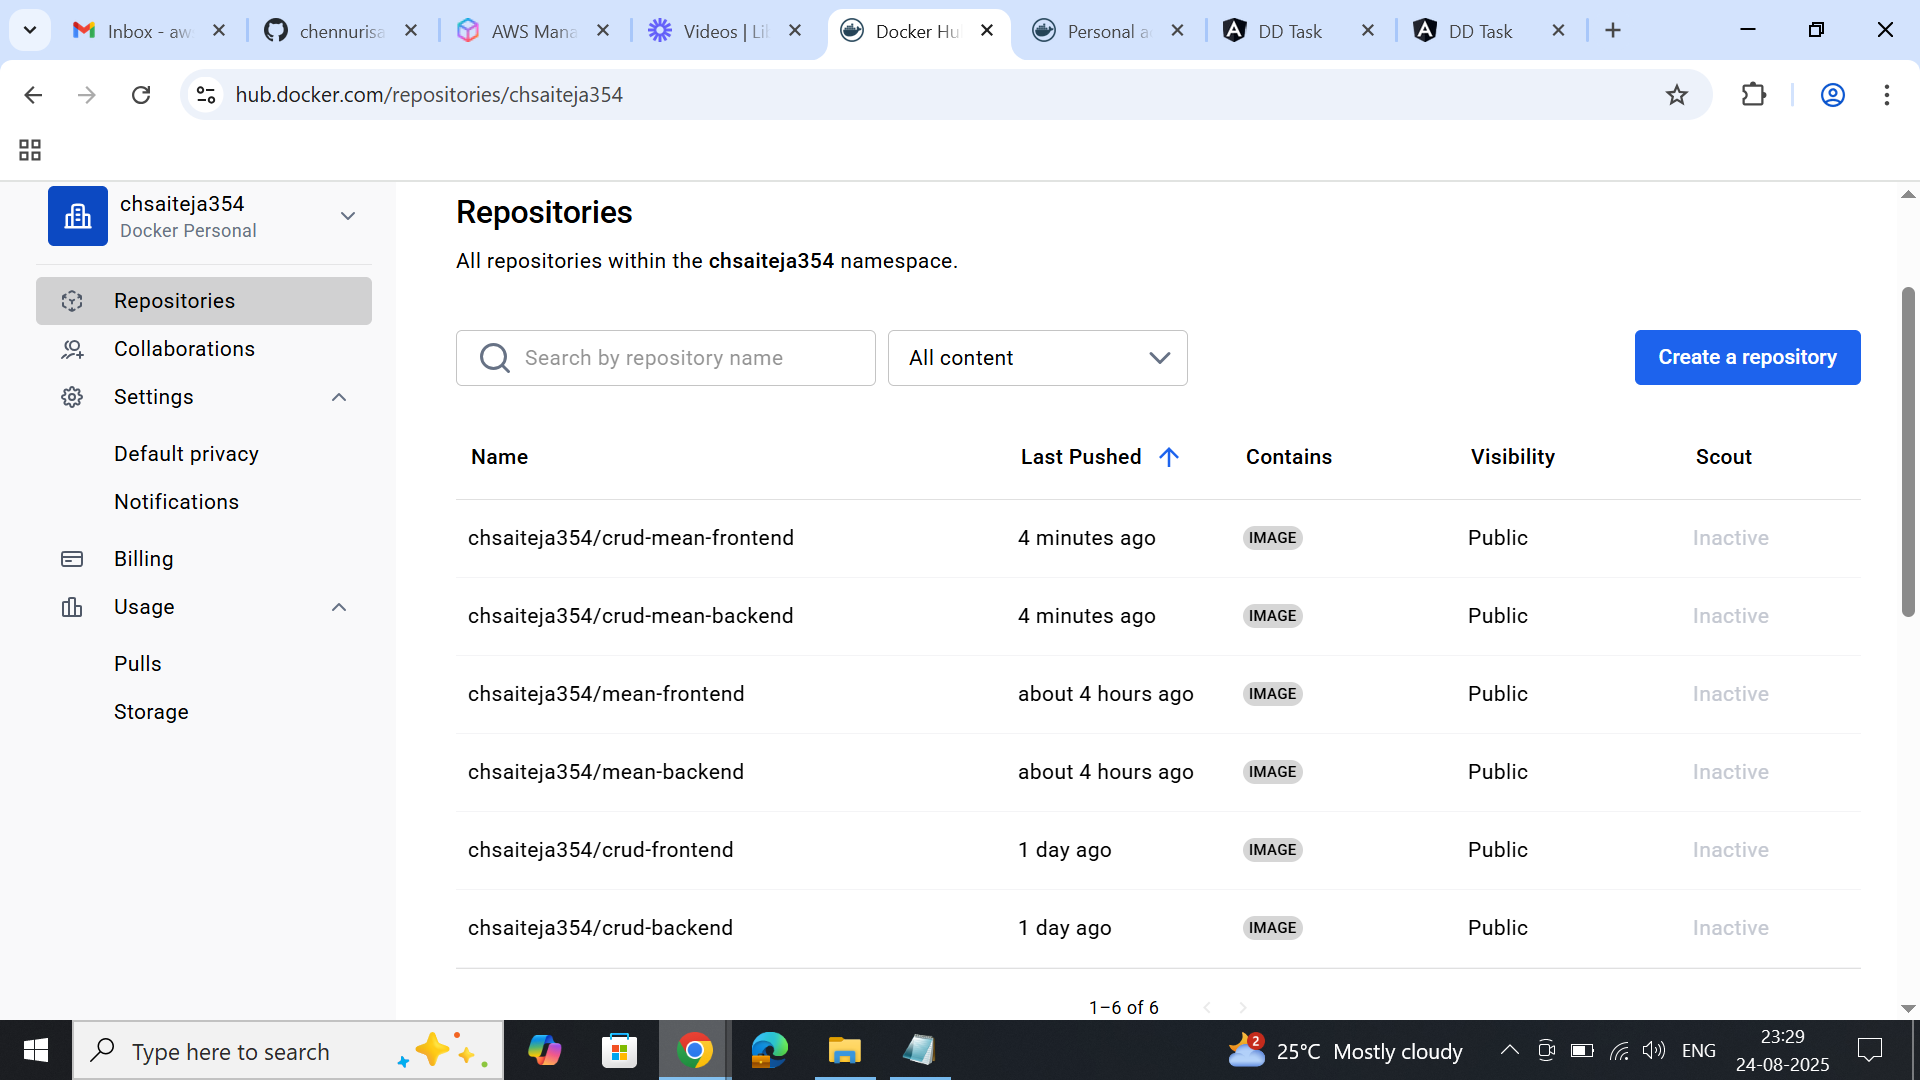 Inbox - aw
chennurisa
AWS Mana
Videos | Li
Docker Hu
Personal a
DD Task
DD Task
hub.docker.com/repositories/chsaiteja354
chsaiteja354
Docker Personal
Repositories
Collaborations
Settings
Default privacy
Notifications
Billing
Usage
Pulls
Storage
Repositories
All repositories within the chsaiteja354 namespace.
Search by repository name
All content
Create a repository
Name Last Pushed Contains Visibility Scout
chsaiteja354/crud-mean-frontend 4 minutes ago IMAGE Public Inactive
chsaiteja354/crud-mean-backend 4 minutes ago IMAGE Public Inactive
chsaiteja354/mean-frontend about 4 hours ago IMAGE Public Inactive
chsaiteja354/mean-backend about 4 hours ago IMAGE Public Inactive
chsaiteja354/crud-frontend 1 day ago IMAGE Public Inactive
chsaiteja354/crud-backend 1 day ago IMAGE Public Inactive
1–6 of 6
Type here to search
2
25°C Mostly cloudy
ENG
23:29
24-08-2025